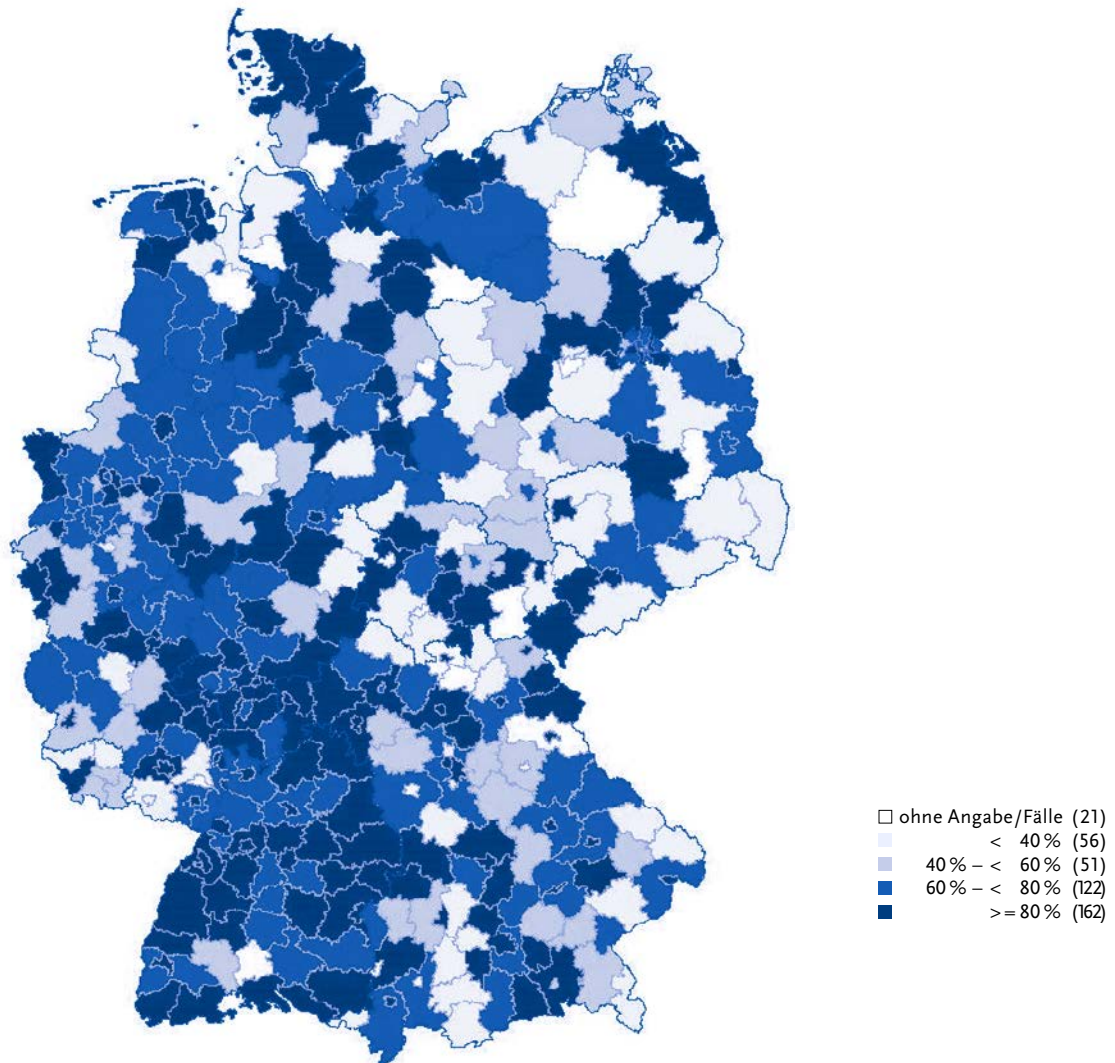 ohne Angabe/Fälle (21)
< 40 % (56)
40 % – < 60 % (51)
60 % – < 80 % (122)
>= 80 % (162)